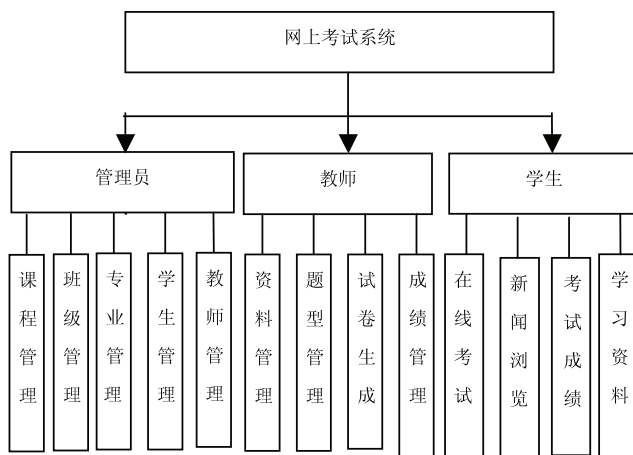 网上考试系统
管理员
教师
学生
课程管理
班级管理
专业管理
学生管理
教师管理
资料管理
题型管理
试卷生成
成绩管理
在线考试
新闻浏览
考试成绩
学习资料